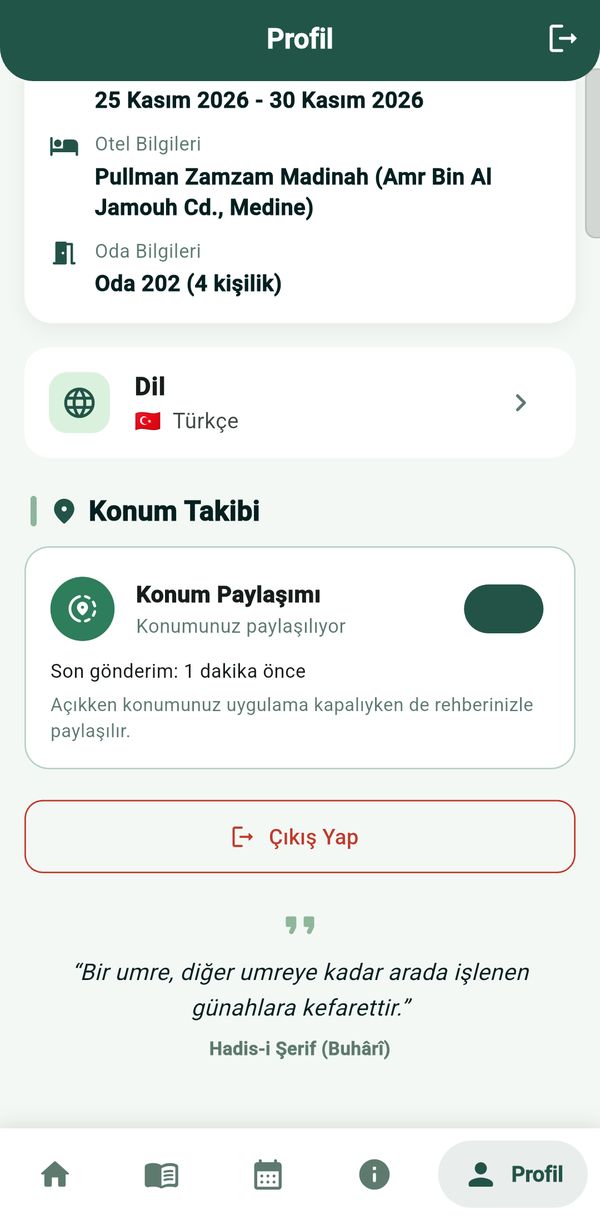 Profil
25 Kasım 2026 - 30 Kasım 2026
Otel Bilgileri
Pullman Zamzam Madinah (Amr Bin Al
Jamouh Cd., Medine)
Oda Bilgileri
Oda 202 (4 kişilik)
Dil
Türkçe
Konum Takibi
Konum Paylaşımı
Konumunuz paylaşılıyor
Son gönderim: 1 dakika önce
Açıkken konumunuz uygulama kapalıyken de rehberinizle
paylaşılır.
Çıkış Yap
“Bir umre, diğer umreye kadar arada işlenen
günahlara kefarettir.”
Hadis-i Şerif (Buhârî)
Profil